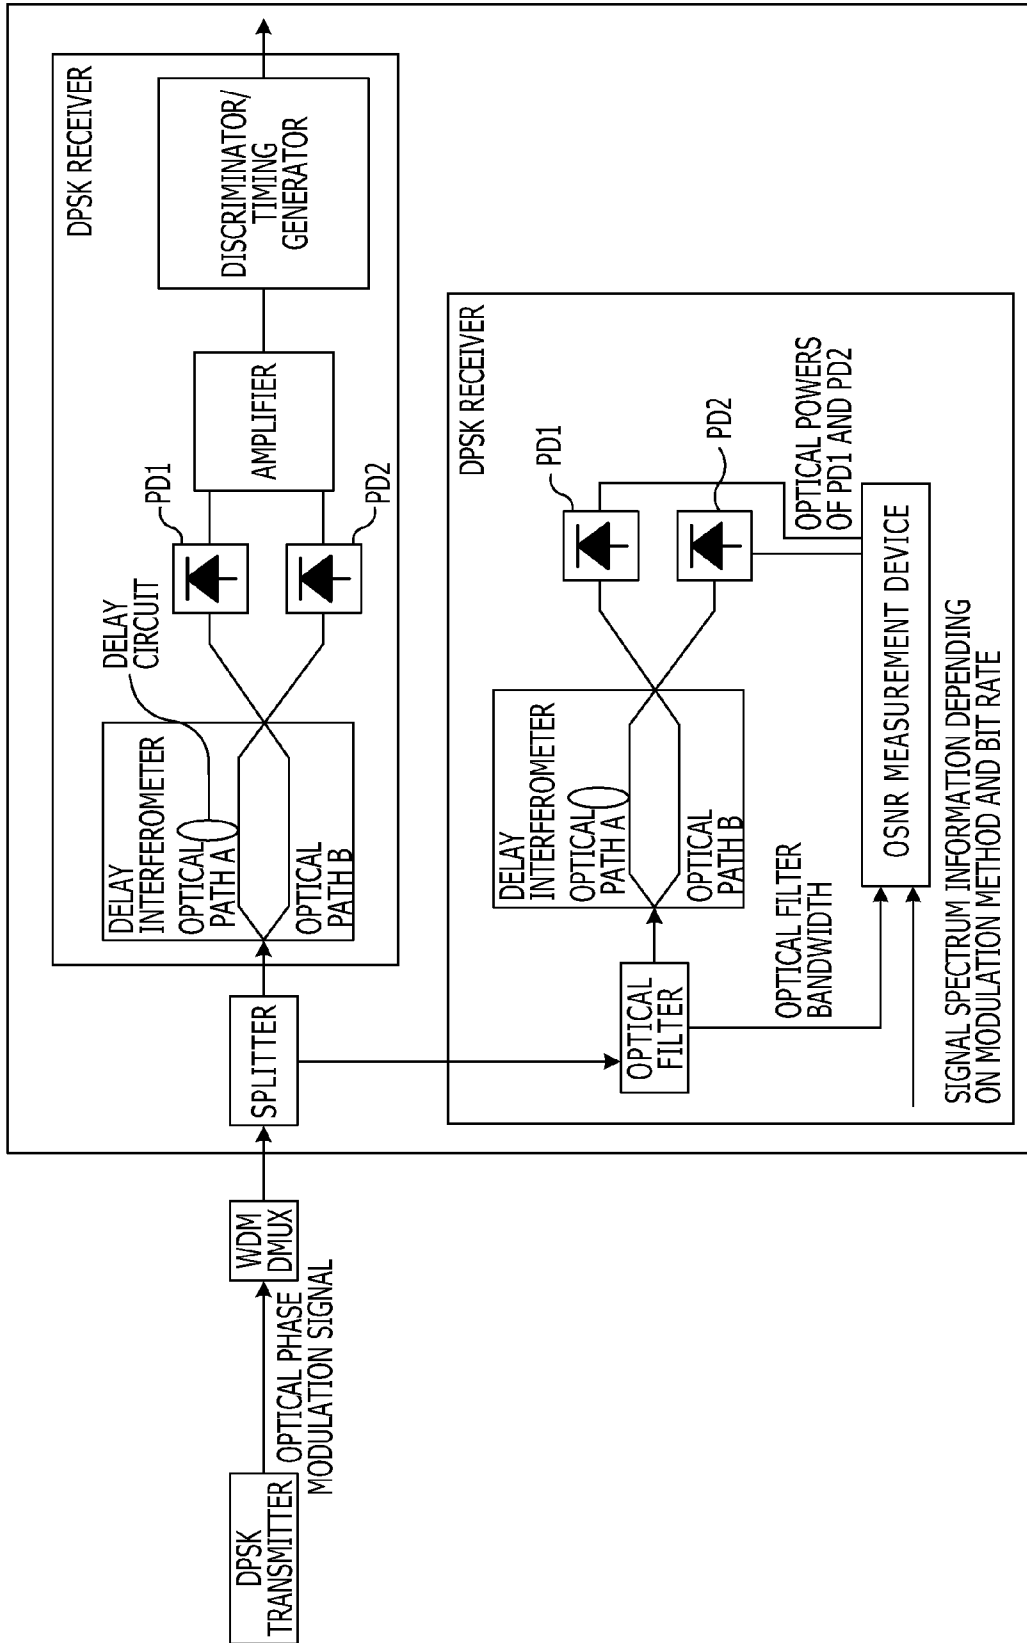 DPSK
TRANSMITTER
OPTICAL PHASE
MODULATION SIGNAL
WDM
DMUX
SPLITTER
DPSK RECEIVER
DELAY
INTERFEROMETER
OPTICAL
PATH A
OPTICAL
PATH B
DELAY
CIRCUIT
PD1
PD2
AMPLIFIER
DISCRIMINATOR/
TIMING
GENERATOR
DPSK RECEIVER
OPTICAL
FILTER
DELAY
INTERFEROMETER
OPTICAL
PATH A
OPTICAL
PATH B
PD1
PD2
OPTICAL POWERS
OF PD1 AND PD2
OPTICAL FILTER
BANDWIDTH
OSNR MEASUREMENT DEVICE
SIGNAL SPECTRUM INFORMATION DEPENDING
ON MODULATION METHOD AND BIT RATE